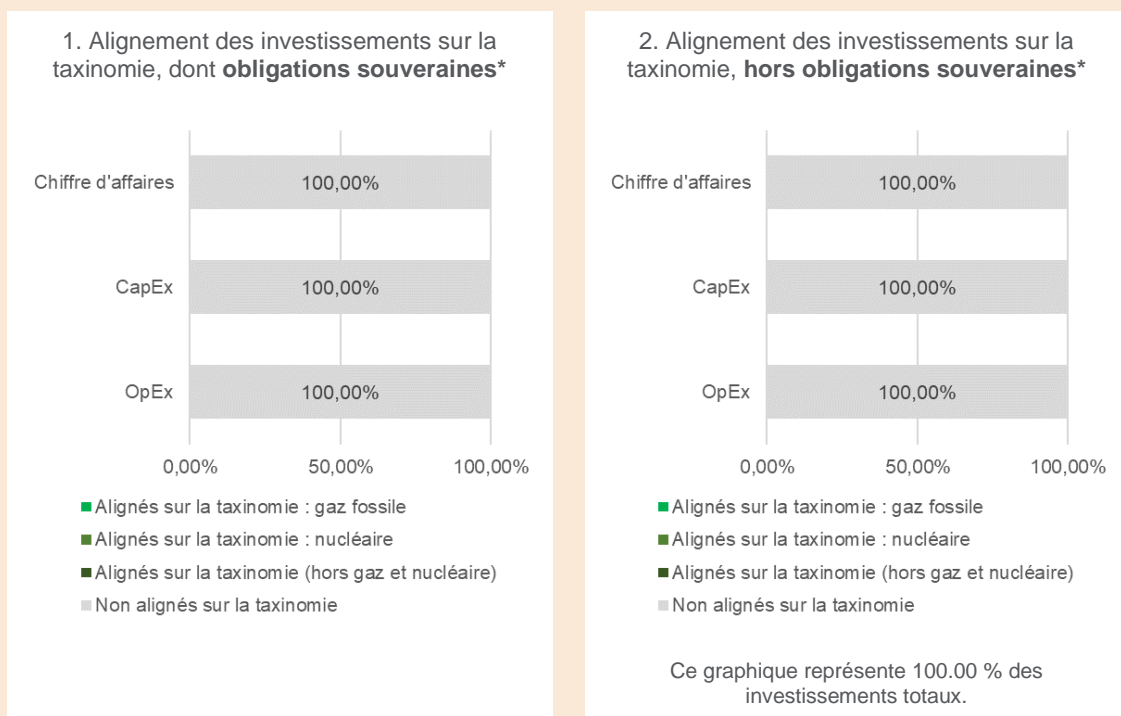 1. Alignement des investissements sur la
taxinomie, dont obligations souveraines*
Chiffre d'affaires
100,00%
CapEx
100,00%
OpEx
100,00%
0,00%
50,00%
100,00%
Alignés sur la taxinomie : gaz fossile
Alignés sur la taxinomie : nucléaire
Alignés sur la taxinomie (hors gaz et nucléaire)
Non alignés sur la taxinomie
2. Alignement des investissements sur la
taxinomie, hors obligations souveraines*
Chiffre d'affaires
100,00%
CapEx
100,00%
OpEx
100,00%
0,00%
50,00%
100,00%
Alignés sur la taxinomie : gaz fossile
Alignés sur la taxinomie : nucléaire
Alignés sur la taxinomie (hors gaz et nucléaire)
Non alignés sur la taxinomie
Ce graphique représente 100.00 % des
investissements totaux.